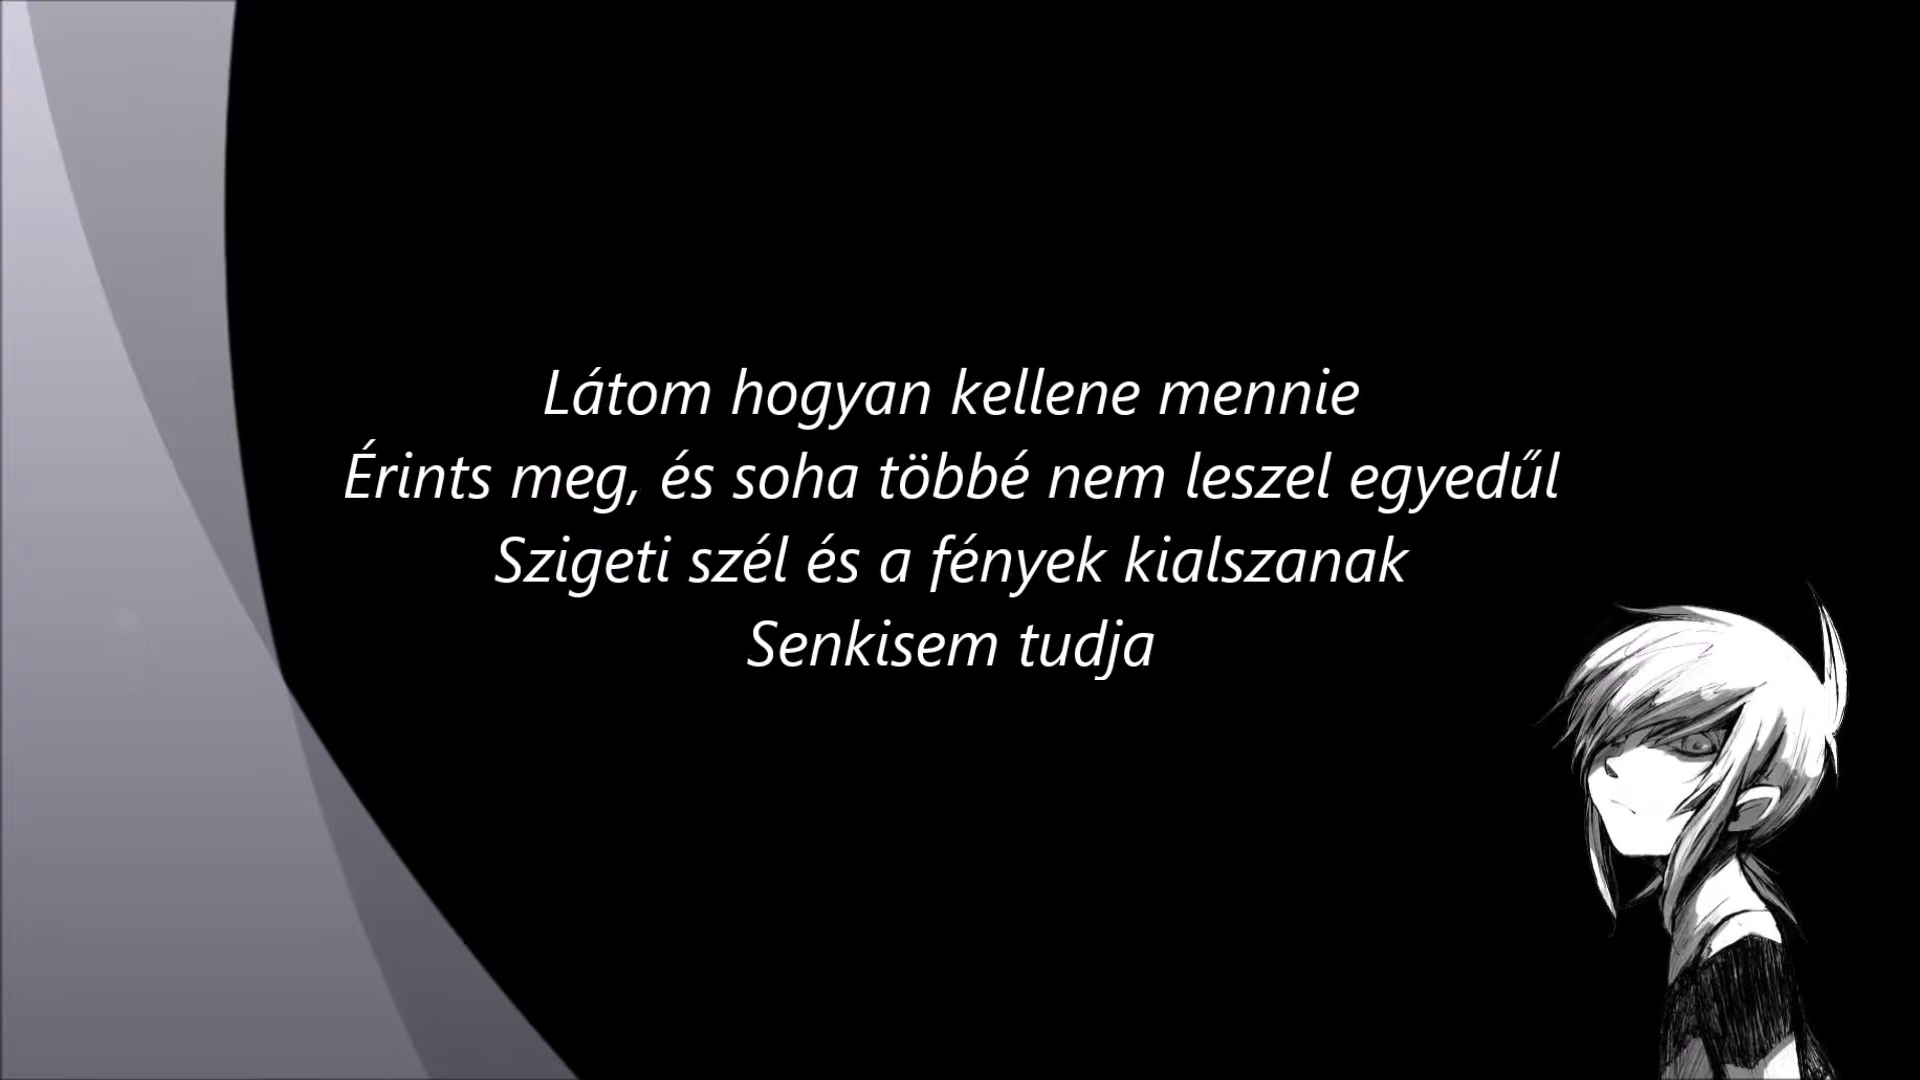 Látom hogyan kellene mennie
Érints meg, és soha többé nem leszel egyedűl
Szigeti szél és a fények kialszanak
Senkisem tudja